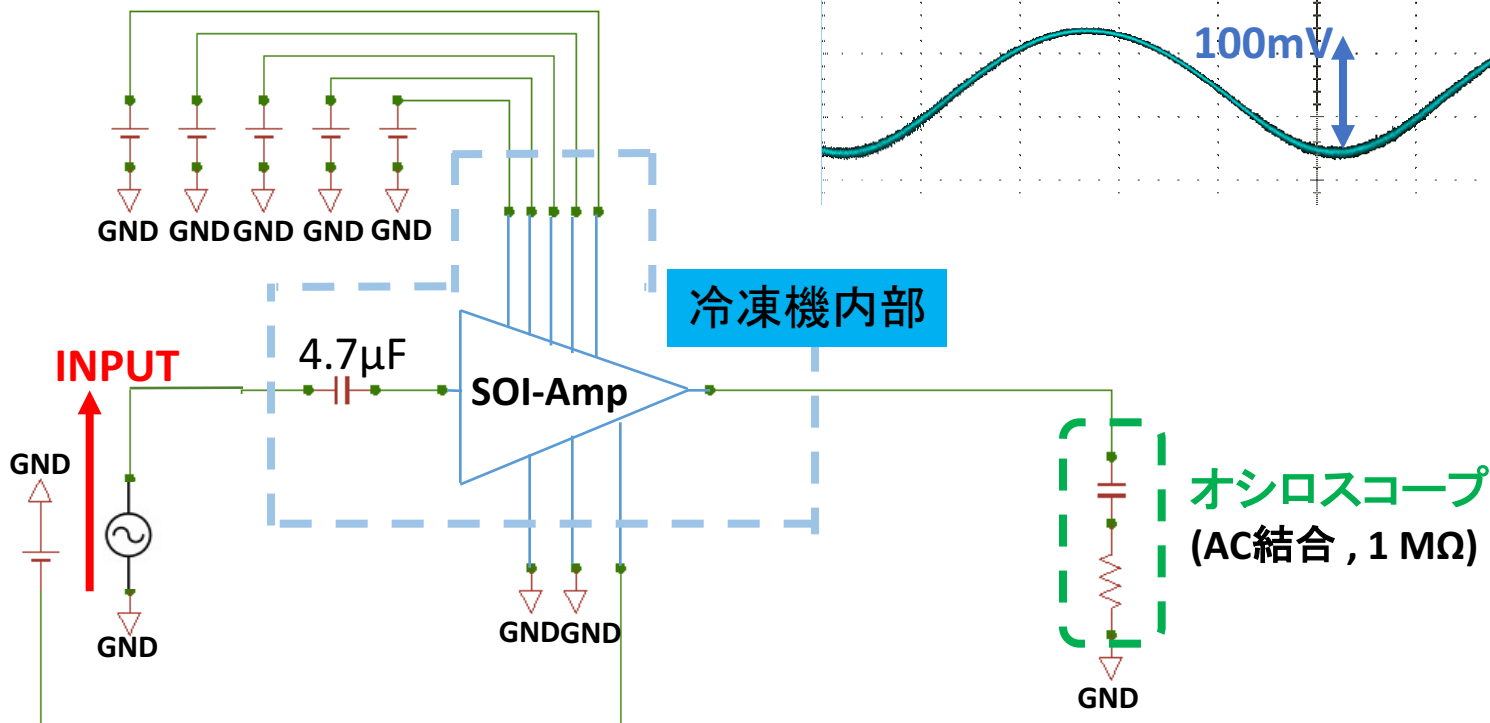 100mV
GND GND GND GND GND
冷凍機内部
INPUT
4.7µF
SOI-Amp
GND
オシロスコープ
(AC結合 , 1 MΩ)
GND
GND GND
GND